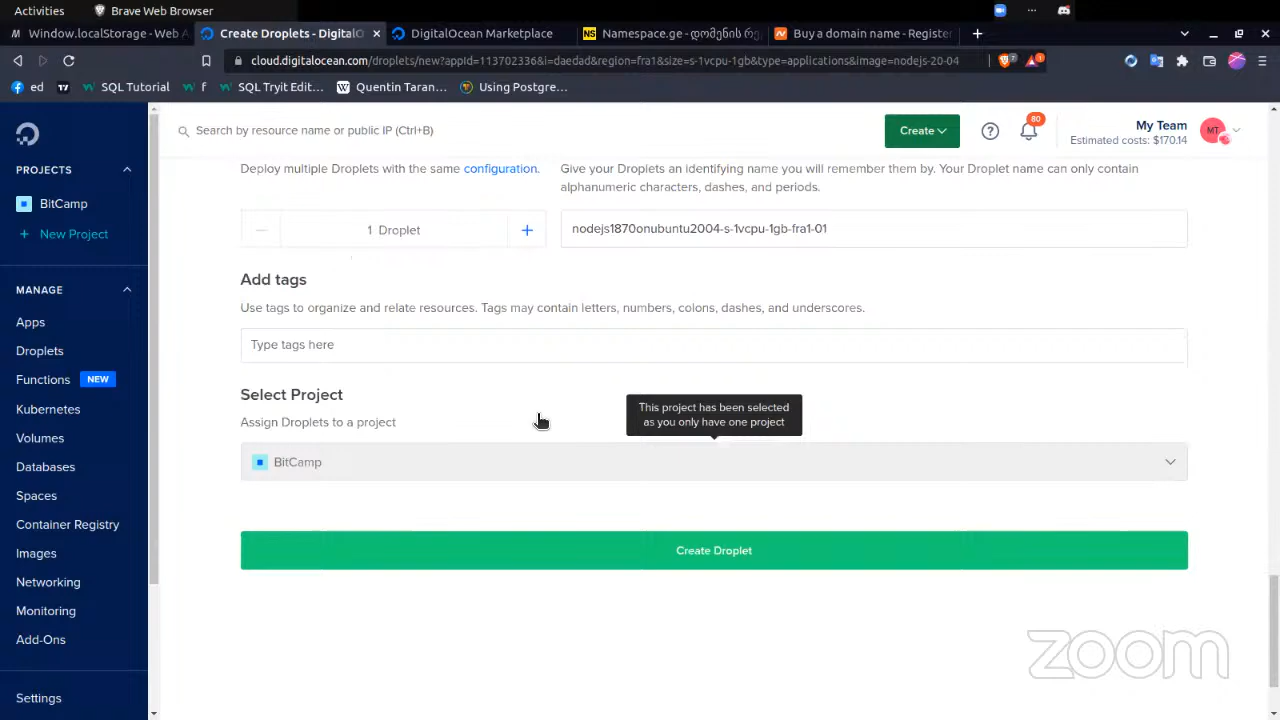 Activities
Brave Web Browser
Window.localStorage - Web A
Create Droplets - DigitalO
DigitalOcean Marketplace
NS
Namespace.ge - დომენის რე
Buy a domain name - Register
cloud.digitalocean.com/droplets/new?appId=113702336&i=daedad&region=fra1&size=s-1vcpu-1gb&type=applications&image=nodejs-20-04
7
1
ed
SQL Tutorial
f
SQL Tryit Edit...
Quentin Taran...
Using Postgre...
Search by resource name or public IP (Ctrl+B)
Create
80
My Team
Estimated costs: $170.14
MT
PROJECTS
BitCamp
+ New Project
MANAGE
Apps
Droplets
Functions NEW
Kubernetes
Volumes
Databases
Spaces
Container Registry
Images
Networking
Monitoring
Add-Ons
Settings
Deploy multiple Droplets with the same configuration.
Give your Droplets an identifying name you will remember them by. Your Droplet name can only contain
alphanumeric characters, dashes, and periods.
1 Droplet
nodejs1870onubuntu2004-s-1vcpu-1gb-fra1-01
Add tags
Use tags to organize and relate resources. Tags may contain letters, numbers, colons, dashes, and underscores.
Type tags here
Select Project
Assign Droplets to a project
This project has been selected
as you only have one project
BitCamp
Create Droplet
zoom